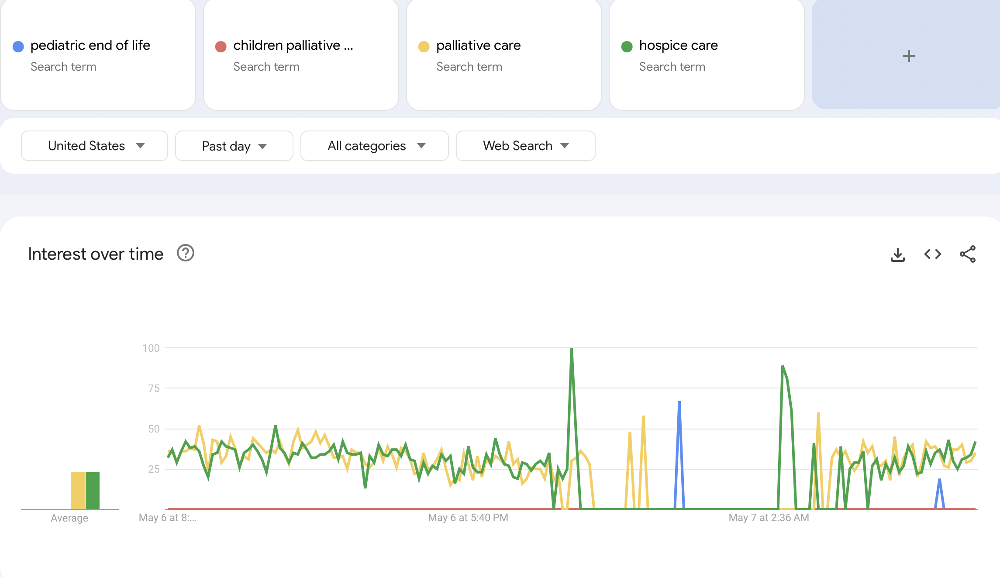 pediatric end of life
Search term
children palliative ...
Search term
palliative care
Search term
hospice care
Search term
+
United States
Past day
All categories
Web Search
Interest over time
?
100
75
50
25
Average
May 6 at 8:...
May 6 at 5:40 PM
May 7 at 2:36 AM